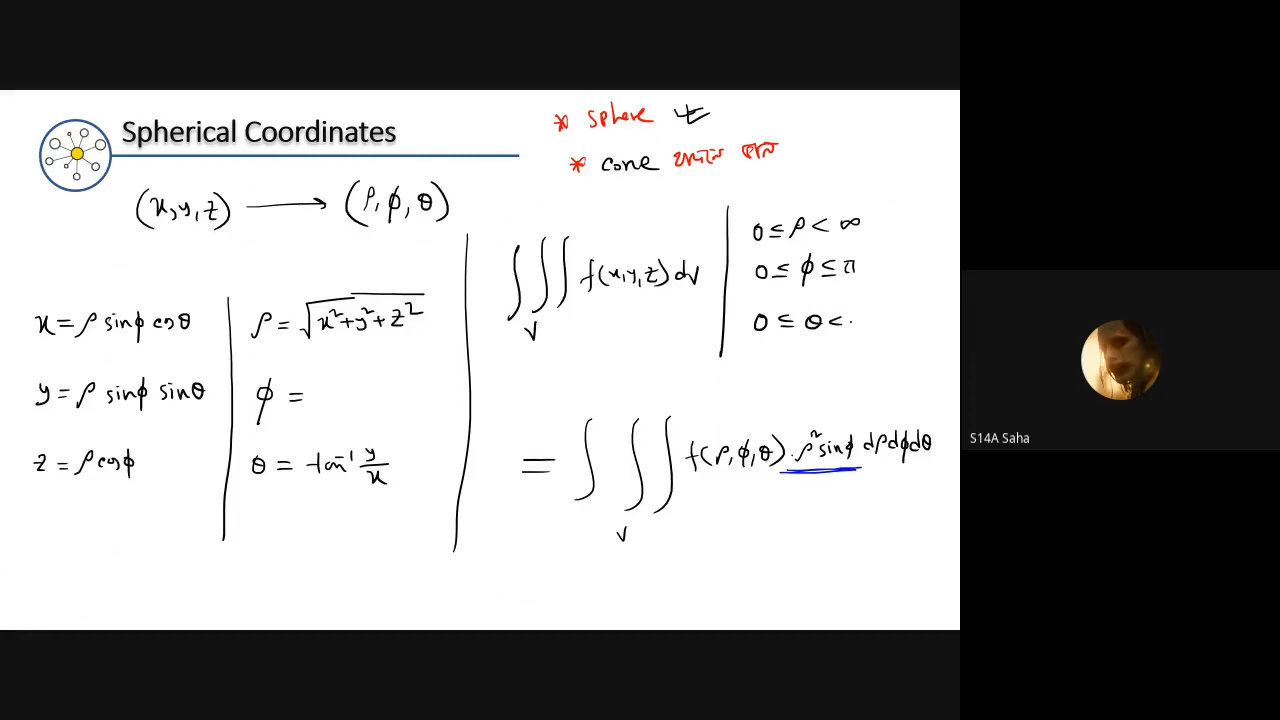 Spherical Coordinates
* sphere
* cone থাকলে
(x,y,z) ⟶ (ρ, ϕ, θ)
x = ρ sinϕ cosθ
y = ρ sinϕ sinθ
z = ρ cosϕ
ρ = √(x²+y²+z²)
ϕ =
θ = tan⁻¹ y/x
∫∫∫ f(x,y,z) dV
V
0 ≤ ρ < ∞
0 ≤ ϕ ≤ π
0 ≤ θ <
= ∫∫∫ f(ρ,ϕ,θ).ρ² sinϕ dρdϕdθ
V
S14A Saha